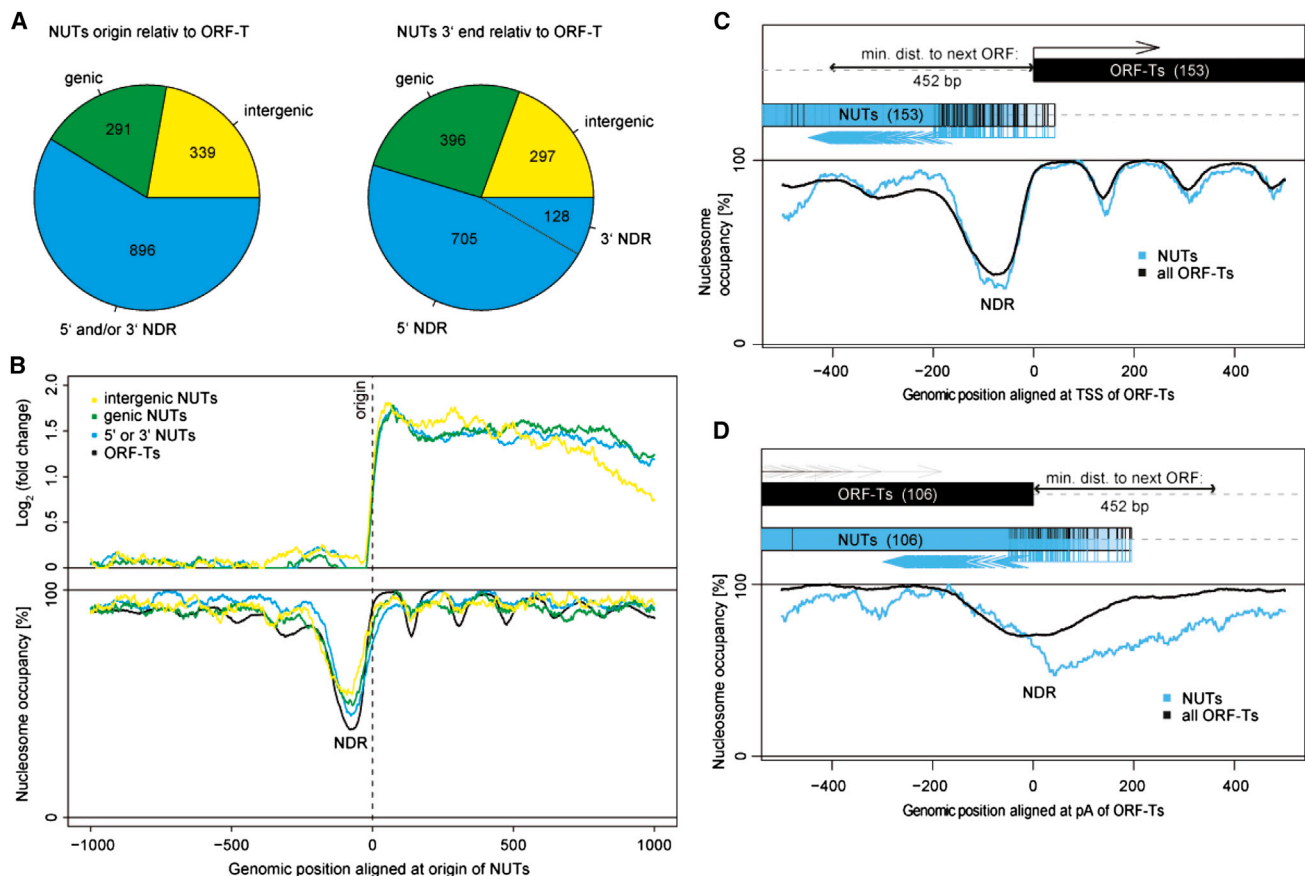 A
NUTs origin relativ to ORF-T
genic
intergenic
291
339
896
5' and/or 3' NDR
NUTs 3' end relativ to ORF-T
genic
intergenic
396
297
128
705
3' NDR
5' NDR
B
intergenic NUTs
genic NUTs
5' or 3' NUTs
ORF-Ts
origin
Log2 (fold change)
2.0
1.5
1.0
0.5
0
Nucleosome occupancy [%]
100
0
NDR
−1000
−500
0
500
1000
Genomic position aligned at origin of NUTs
C
min. dist. to next ORF:
452 bp
ORF-Ts (153)
NUTs (153)
Nucleosome
occupancy [%]
100
0
NDR
NUTs
all ORF-Ts
−400
−200
0
200
400
Genomic position aligned at TSS of ORF-Ts
D
min. dist. to next ORF:
ORF-Ts (106)
452 bp
NUTs (106)
Nucleosome occupancy [%]
100
0
NDR
NUTs
all ORF-Ts
−400
−200
0
200
400
Genomic position aligned at pA of ORF-Ts